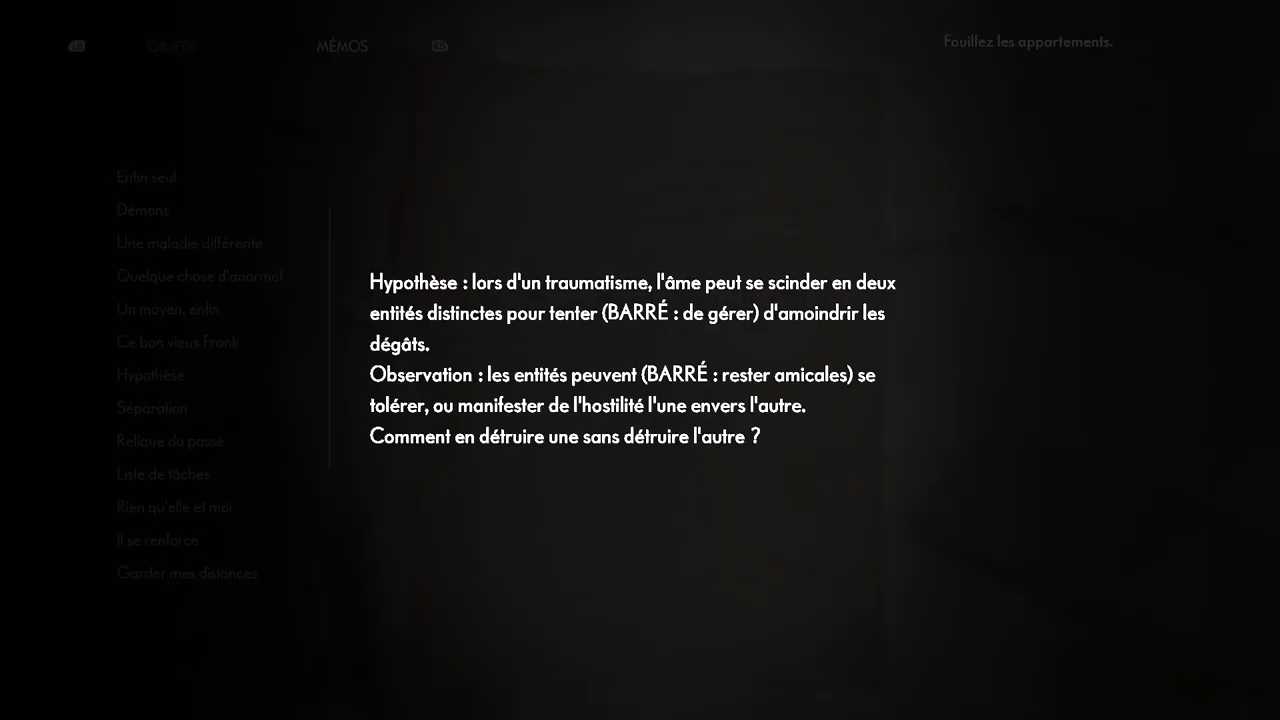 LB OBJETS MÉMOS RB Fouillez les appartements.
Enfin seul
Démons
Une maladie différente
Quelque chose d'anormal
Un moyen, enfin.
Ce bon vieux Frank
Hypothèse
Séparation
Relique du passé
Liste de tâches
Rien qu'elle et moi
Il se renforce
Garder mes distances
Hypothèse : lors d'un traumatisme, l'âme peut se scinder en deux
entités distinctes pour tenter (BARRÉ : de gérer) d'amoindrir les
dégâts.
Observation : les entités peuvent (BARRÉ : rester amicales) se
tolérer, ou manifester de l'hostilité l'une envers l'autre.
Comment en détruire une sans détruire l'autre ?